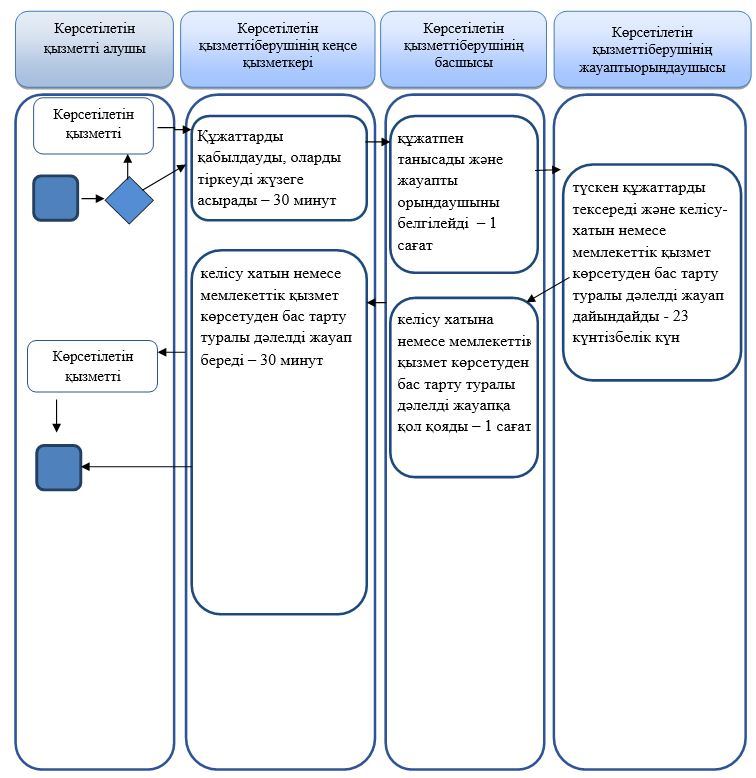 Көрсетілетін
қызметті алушы
Көрсетілетін
қызметтіберушінің кеңсе
қызметкері
Көрсетілетін
қызметтіберушінің
басшысы
Көрсетілетін
қызметтіберушінің
жауаптыорындаушысы
Көрсетілетін
қызметті
Құжаттарды
қабылдауды, оларды
тіркеуді жүзеге
асырады – 30 минут
құжатпен
танысады және
жауапты
орындаушыны
белгілейді – 1
сағат
түскен құжаттарды
тексереді және келісу-
хатын немесе
мемлекеттік қызмет
көрсетуден бас тарту
туралы дәлелді жауап
дайындайды - 23
күнтізбелік күн
келісу хатын немесе
мемлекеттік қызмет
көрсетуден бас тарту
туралы дәлелді жауап
береді – 30 минут
келісу хатына
немесе мемлекеттік
қызмет көрсетуден
бас тарту туралы
дәлелді жауапқа
қол қояды – 1 сағат
Көрсетілетін
қызметті